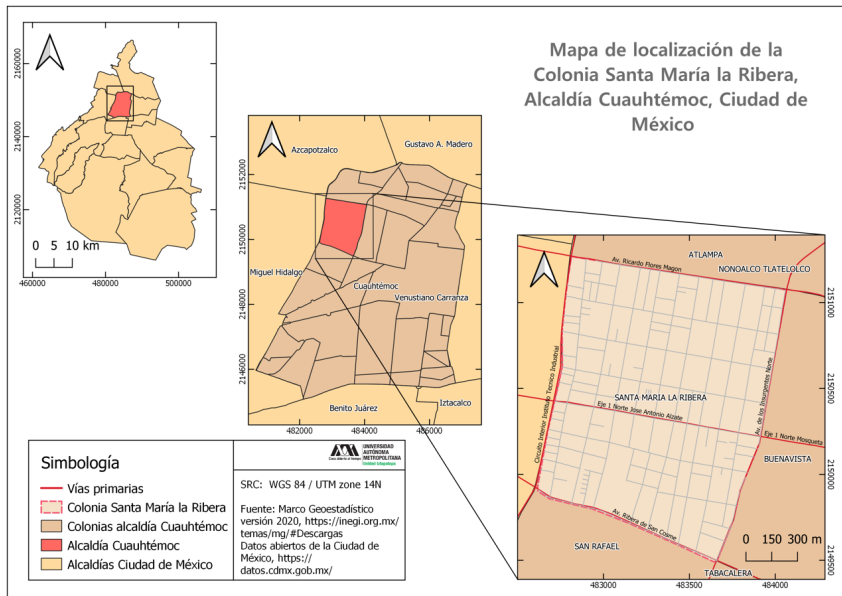 Mapa de localización de la
Colonia Santa María la Ribera,
Alcaldía Cuauhtémoc, Ciudad de
México
2160000
2140000
2120000
0 5 10 km
460000 480000 500000
Azcapotzalco
Gustavo A. Madero
Miguel Hidalgo
Cuauhtémoc
Venustiano Carranza
Benito Juárez
Iztacalco
2152000
2150000
2148000
2146000
482000 484000 486000
ATLAMPA
NONOALCO TLATELOLCO
Av. Ricardo Flores Magon
Circuito Interior Instituto Tecnico Industrial
SANTA MARIA LA RIBERA
Av. de los Insurgentes Norte
Eje 1 Norte Jose Antonio Alzate
Eje 1 Norte Mosqueta
BUENAVISTA
Av. Ribera de San Cosme
SAN RAFAEL
TABACALERA
0 150 300 m
2151000
2150500
2150000
2149500
483000 483500 484000
Simbología
Vías primarias
Colonia Santa María la Ribera
Colonias alcaldía Cuauhtémoc
Alcaldía Cuauhtémoc
Alcaldías Ciudad de México
UNIVERSIDAD
AUTÓNOMA
METROPOLITANA
SRC: WGS 84 / UTM zone 14N
Fuente: Marco Geoestadístico
versión 2020, https://inegi.org.mx/
temas/mg/#Descargas
Datos abiertos de la Ciudad de
México, https://
datos.cdmx.gob.mx/